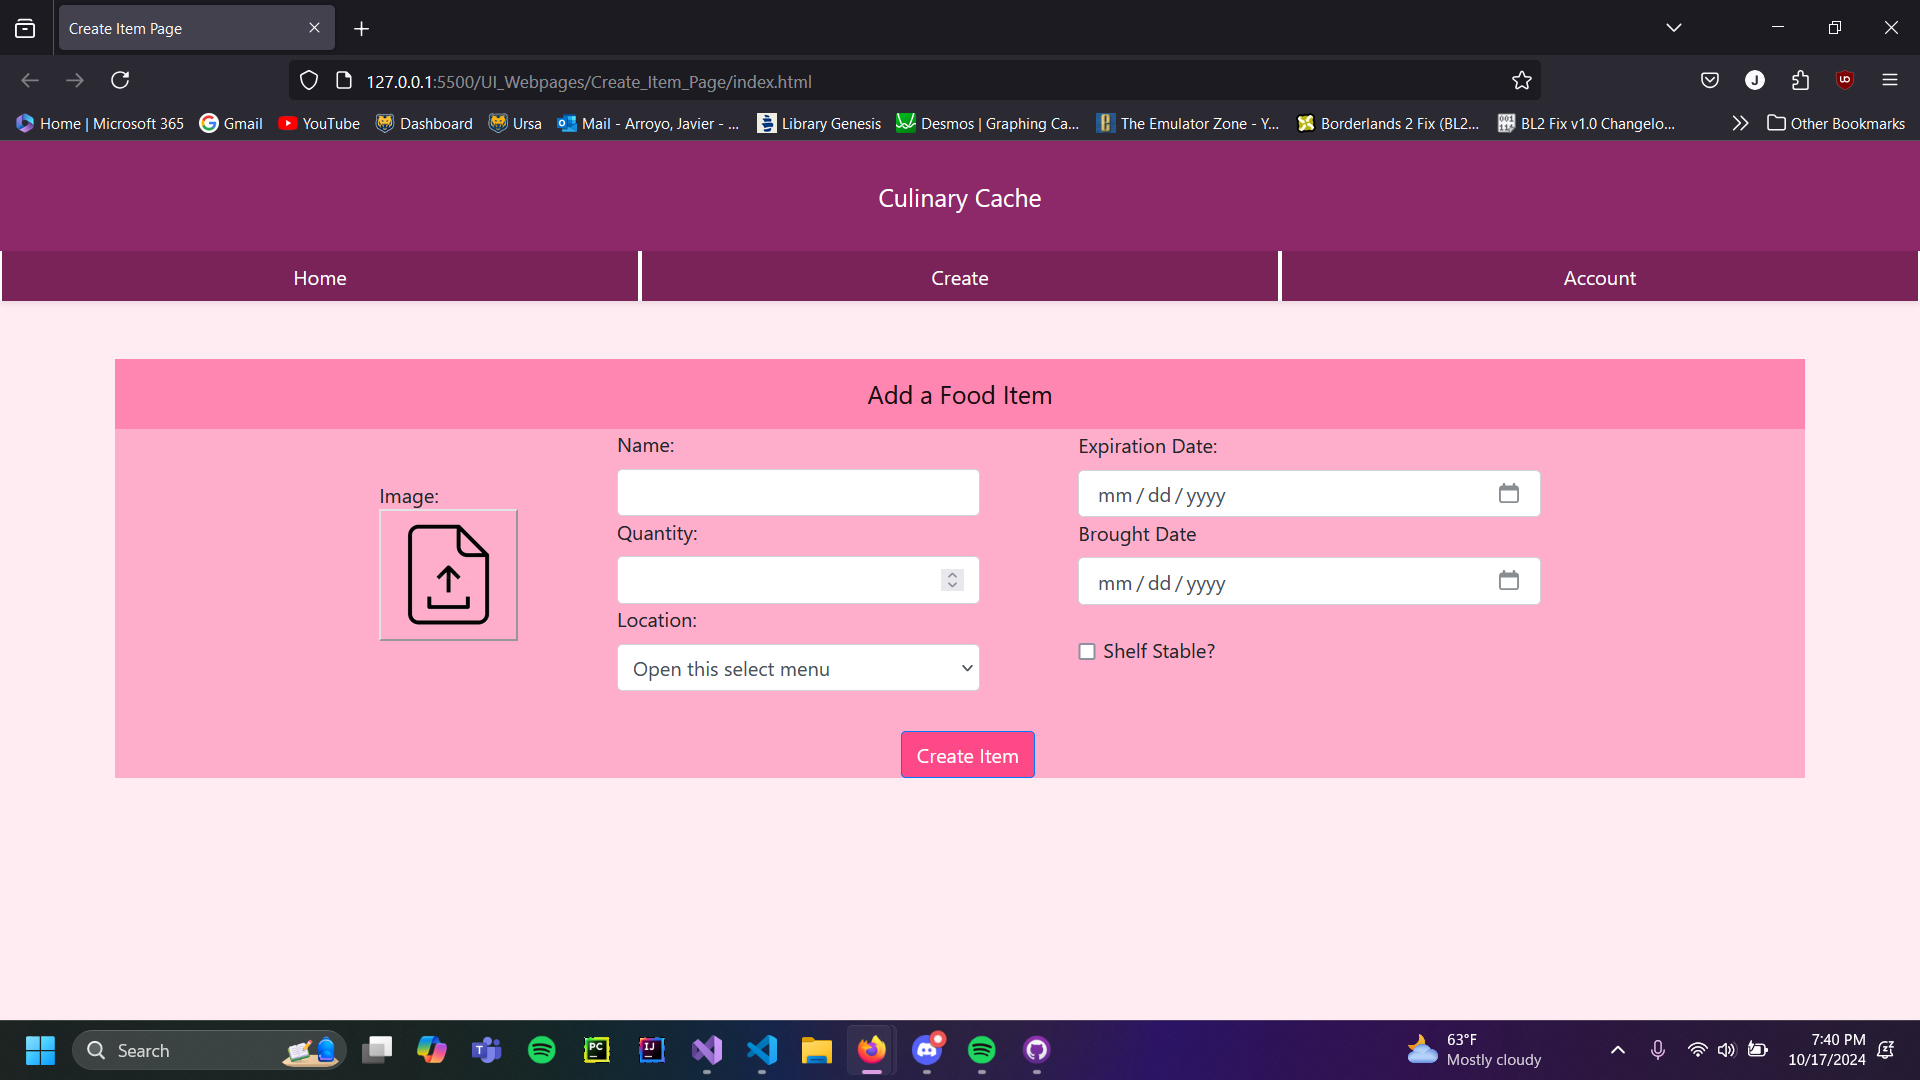 Create Item Page
127.0.0.1:5500/UI_Webpages/Create_Item_Page/index.html
J
Home | Microsoft 365
Gmail
YouTube
Dashboard
Ursa
Mail - Arroyo, Javier - ...
Library Genesis
Desmos | Graphing Ca...
The Emulator Zone - Y...
Borderlands 2 Fix (BL2...
BL2 Fix v1.0 Changelo...
Other Bookmarks
Culinary Cache
Home
Create
Account
Add a Food Item
Image:
Name:
Quantity:
Location:
Open this select menu
Expiration Date:
mm / dd / yyyy
Brought Date
mm / dd / yyyy
Shelf Stable?
Create Item
Search
PC
IJ
63°F
Mostly cloudy
7:40 PM
10/17/2024